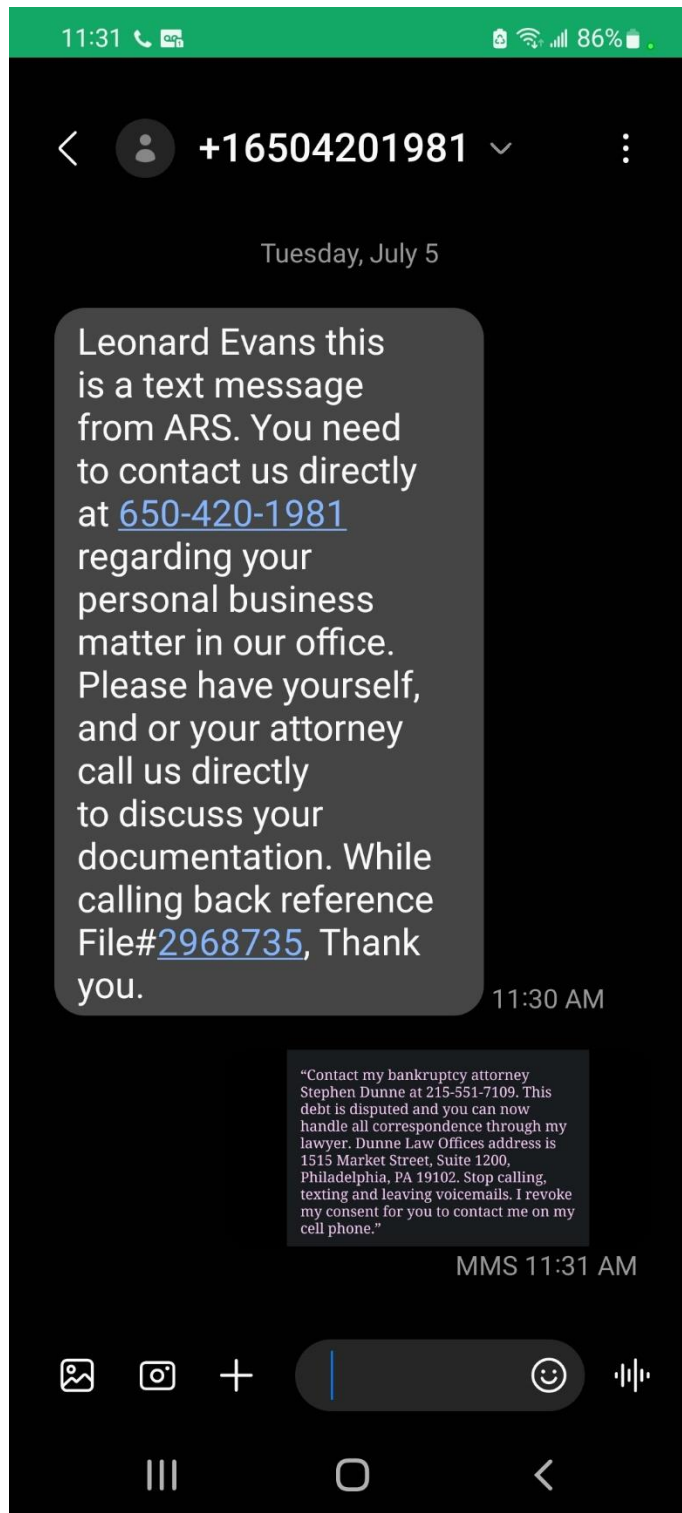 11:31
86%
+16504201981
Tuesday, July 5
Leonard Evans this
is a text message
from ARS. You need
to contact us directly
at 650-420-1981
regarding your
personal business
matter in our office.
Please have yourself,
and or your attorney
call us directly
to discuss your
documentation. While
calling back reference
File#2968735, Thank
you.
11:30 AM
“Contact my bankruptcy attorney
Stephen Dunne at 215-551-7109. This
debt is disputed and you can now
handle all correspondence through my
lawyer. Dunne Law Offices address is
1515 Market Street, Suite 1200,
Philadelphia, PA 19102. Stop calling,
texting and leaving voicemails. I revoke
my consent for you to contact me on my
cell phone.”
MMS 11:31 AM